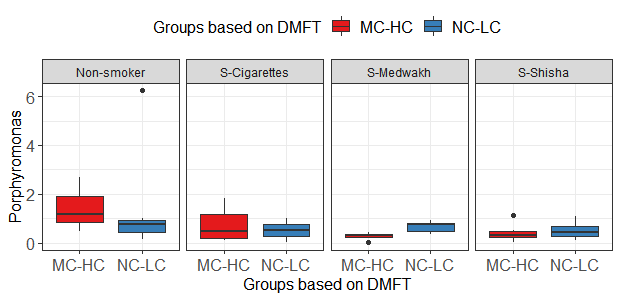 Groups based on DMFT MC-HC NC-LC
Non-smoker S-Cigarettes S-Medwakh S-Shisha
Porphyromonas
6
4
2
0
MC-HC NC-LC MC-HC NC-LC MC-HC NC-LC MC-HC NC-LC
Groups based on DMFT